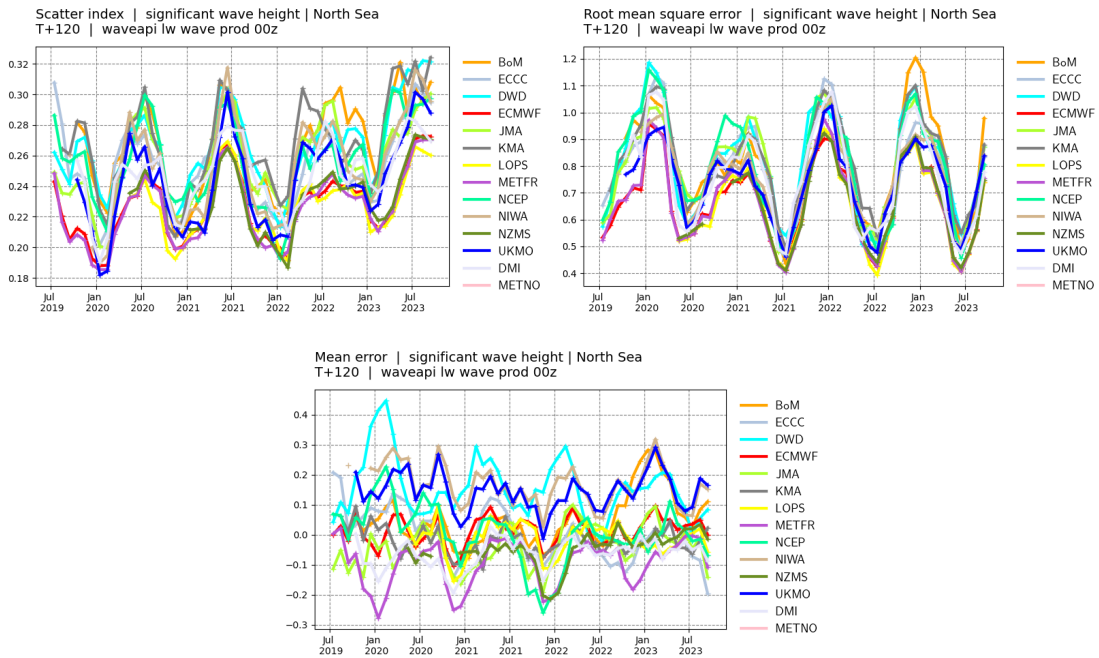 Scatter index | significant wave height | North Sea
T+120 | waveapi lw wave prod 00z
0.32
0.30
0.28
0.26
0.24
0.22
0.20
0.18
Jul 2019
Jan 2020
Jul 2020
Jan 2021
Jul 2021
Jan 2022
Jul 2022
Jan 2023
Jul 2023
BoM
ECCC
DWD
ECMWF
JMA
KMA
LOPS
METFR
NCEP
NIWA
NZMS
UKMO
DMI
METNO
Root mean square error | significant wave height | North Sea
T+120 | waveapi lw wave prod 00z
1.2
1.1
1.0
0.9
0.8
0.7
0.6
0.5
0.4
Jul 2019
Jan 2020
Jul 2020
Jan 2021
Jul 2021
Jan 2022
Jul 2022
Jan 2023
Jul 2023
BoM
ECCC
DWD
ECMWF
JMA
KMA
LOPS
METFR
NCEP
NIWA
NZMS
UKMO
DMI
METNO
Mean error | significant wave height | North Sea
T+120 | waveapi lw wave prod 00z
0.4
0.3
0.2
0.1
0.0
−0.1
−0.2
−0.3
Jul 2019
Jan 2020
Jul 2020
Jan 2021
Jul 2021
Jan 2022
Jul 2022
Jan 2023
Jul 2023
BoM
ECCC
DWD
ECMWF
JMA
KMA
LOPS
METFR
NCEP
NIWA
NZMS
UKMO
DMI
METNO